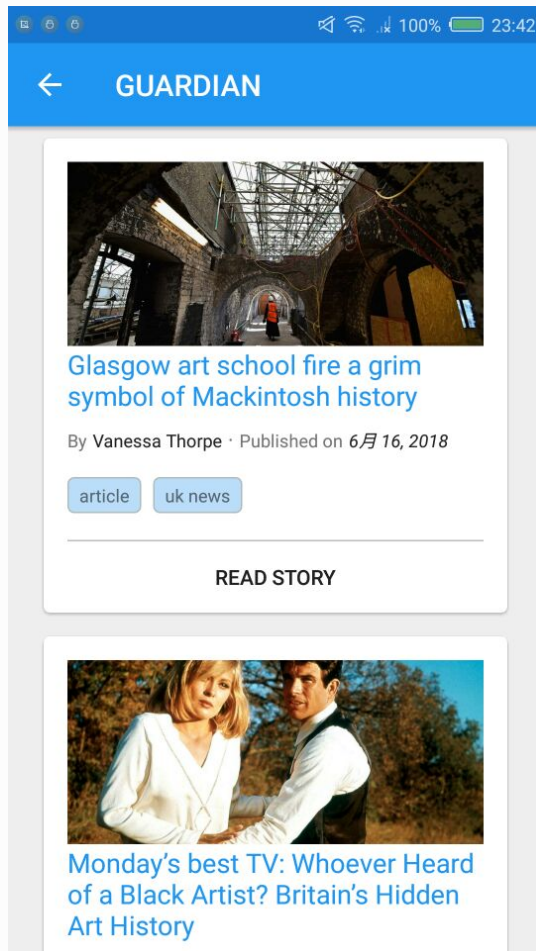 100% 23:42
GUARDIAN
Glasgow art school fire a grim
symbol of Mackintosh history
By Vanessa Thorpe · Published on 6月 16, 2018
article uk news
READ STORY
Monday's best TV: Whoever Heard
of a Black Artist? Britain's Hidden
Art History